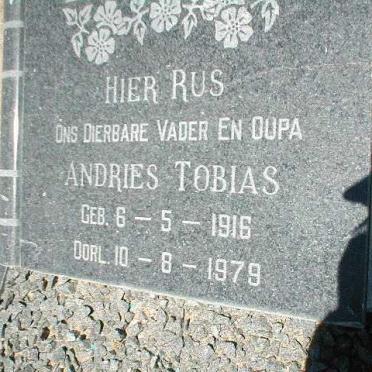 HIER RUS
ONS DIERBARE VADER EN OUPA
ANDRIES TOBIAS
GEB. 6 - 5 - 1916
OORL. 10 - 8 - 1979